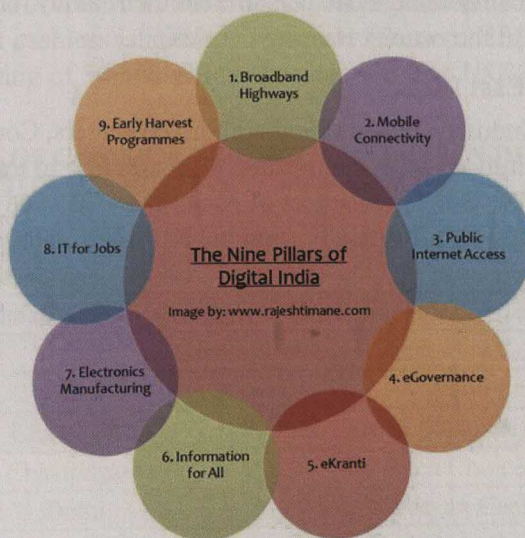 1. Broadband
Highways
2. Mobile
Connectivity
3. Public
Internet Access
4. eGovernance
5. eKranti
6. Information
for All
7. Electronics
Manufacturing
8. IT for Jobs
9. Early Harvest
Programmes
The Nine Pillars of
Digital India
Image by: www.rajeshtimane.com